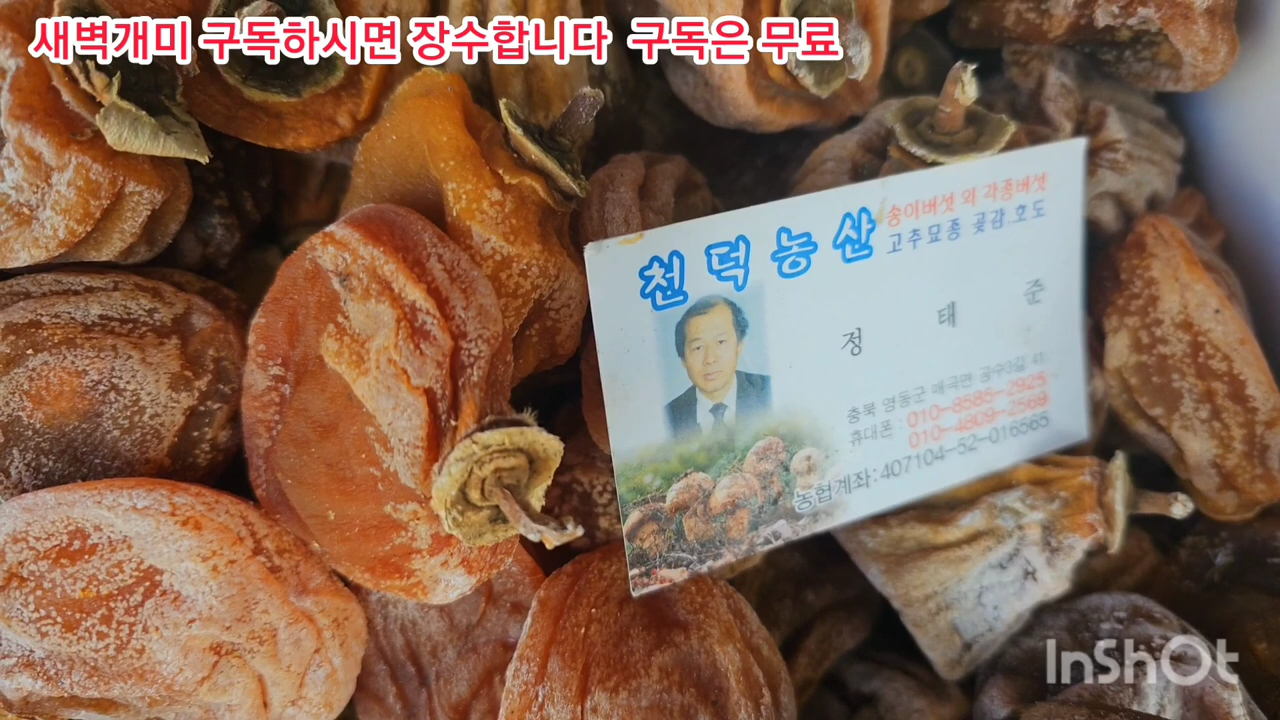 새벽개미 구독하시면 장수합니다 구독은 무료
천덕농산
송이버섯 외 각종버섯
고추묘종 곶감 호도
정 태 준
충북 영동군 매곡면 공수3길 41
휴대폰 : 010-8585-2925
010-4809-2569
농협계좌:407104-52-016565
InShOt